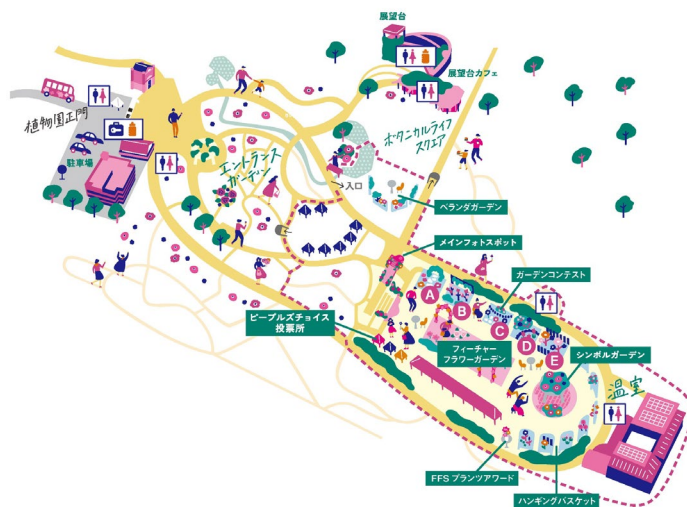 展望台
展望台カフェ
植物園正門
駐車場
エントランス
ガーデン
ボタニカルライフ
スクエア
入口
ベランダガーデン
メインフォトスポット
ガーデンコンテスト
A
B
C
D
E
ピープルズチョイス
投票所
フィーチャー
フラワーガーデン
シンボルガーデン
温室
FFSプランツアワード
ハンギングバスケット